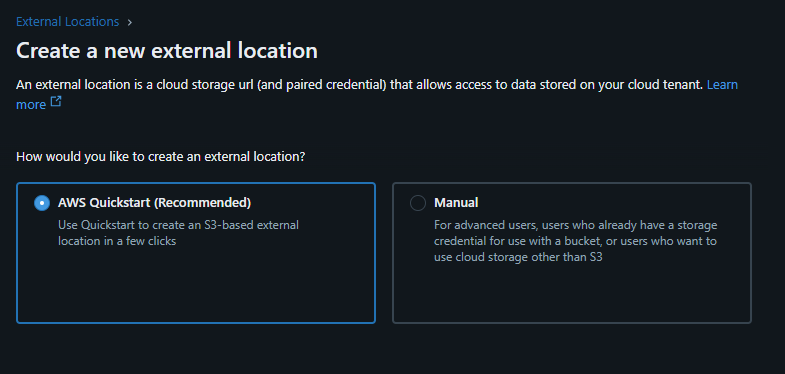 External Locations ›
Create a new external location
An external location is a cloud storage url (and paired credential) that allows access to data stored on your cloud tenant. Learn
more
How would you like to create an external location?
AWS Quickstart (Recommended)
Use Quickstart to create an S3-based external
location in a few clicks
Manual
For advanced users, users who already have a storage
credential for use with a bucket, or users who want to
use cloud storage other than S3